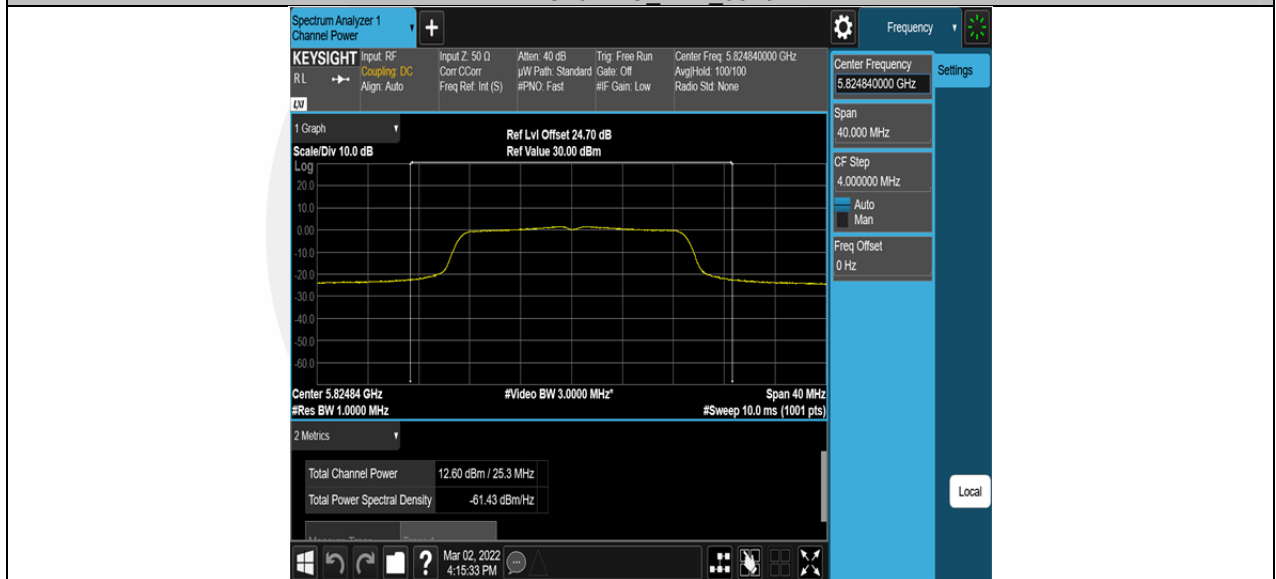 Spectrum Analyzer 1
Channel Power
+
Frequency
KEYSIGHT
RL
LXI
Input: RF
Coupling: DC
Align: Auto
Input Z: 50 Ω
Corr CCorr
Freq Ref: Int (S)
Atten: 40 dB
µW Path: Standard
#PNO: Fast
Trig: Free Run
Gate: Off
#IF Gain: Low
Center Freq: 5.824840000 GHz
Avg|Hold: 100/100
Radio Std: None
Center Frequency
5.824840000 GHz
Settings
Span
40.000 MHz
CF Step
4.000000 MHz
Auto
Man
Freq Offset
0 Hz
Local
1 Graph
Scale/Div 10.0 dB
Ref Lvl Offset 24.70 dB
Ref Value 30.00 dBm
Log
20.0
10.0
0.00
-10.0
-20.0
-30.0
-40.0
-50.0
-60.0
Center 5.82484 GHz
#Video BW 3.0000 MHz*
Span 40 MHz
#Res BW 1.0000 MHz
#Sweep 10.0 ms (1001 pts)
2 Metrics
Total Channel Power 12.60 dBm / 25.3 MHz
Total Power Spectral Density -61.43 dBm/Hz
?
Mar 02, 2022
4:15:33 PM